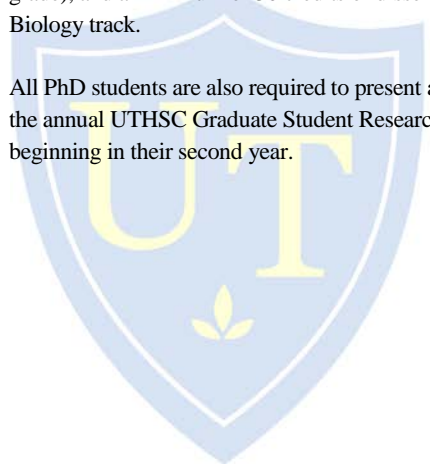 Biology track.
All PhD students are also required to present a
the annual UTHSC Graduate Student Researc
beginning in their second year.
UT